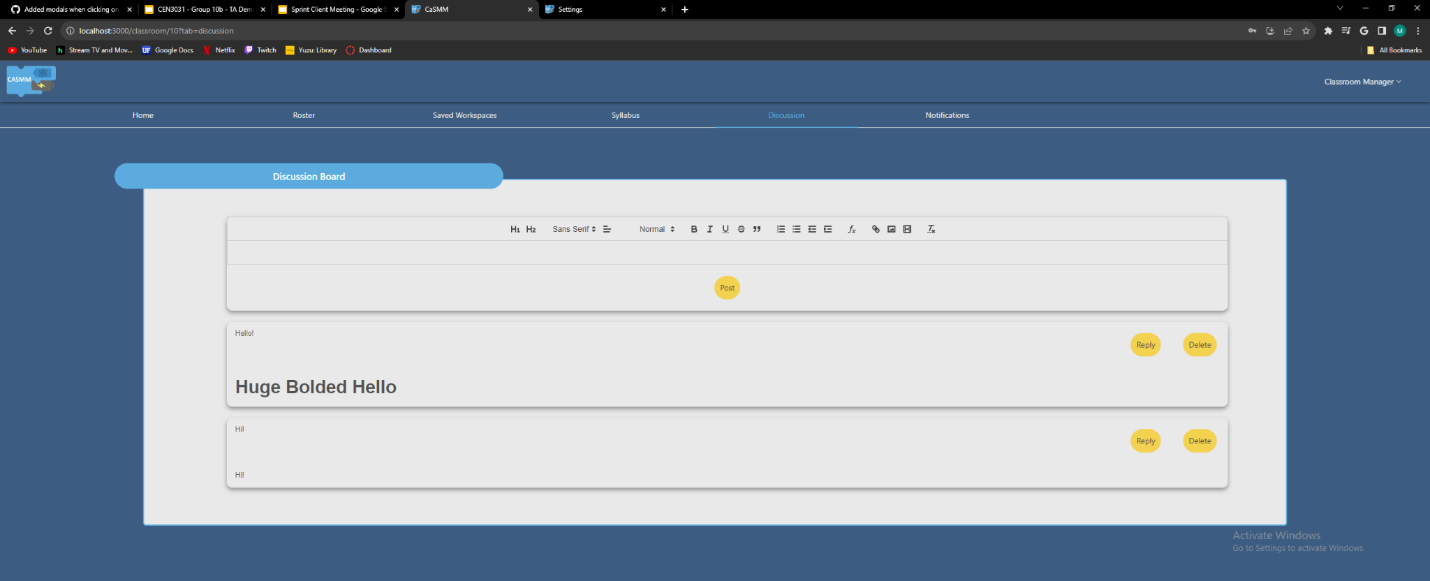 Added modals when clicking on
CEN3031 - Group 10b - TA Dem
Sprint Client Meeting - Google S
CaSMM
Settings
localhost:3000/classroom/10?tab=discussion
M
YouTube
h Stream TV and Mov...
UF Google Docs
Netflix
Twitch
Yuzu: Library
Dashboard
All Bookmarks
CASMM
Classroom Manager
Home Roster Saved Workspaces Syllabus Discussion Notifications
Discussion Board
H1 H2 Sans Serif Normal B I U S fx Tx
Post
Hello!
Reply Delete
Huge Bolded Hello
Hi!
Reply Delete
Hi!
Activate Windows
Go to Settings to activate Windows.